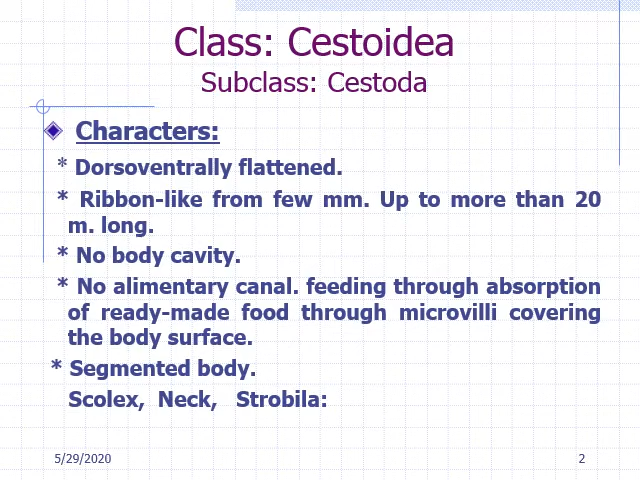 Class: Cestoidea
Subclass: Cestoda
Characters:
* Dorsoventrally flattened.
* Ribbon-like from few mm. Up to more than 20
m. long.
* No body cavity.
* No alimentary canal. feeding through absorption
of ready-made food through microvilli covering
the body surface.
* Segmented body.
Scolex, Neck, Strobila:
5/29/2020 2